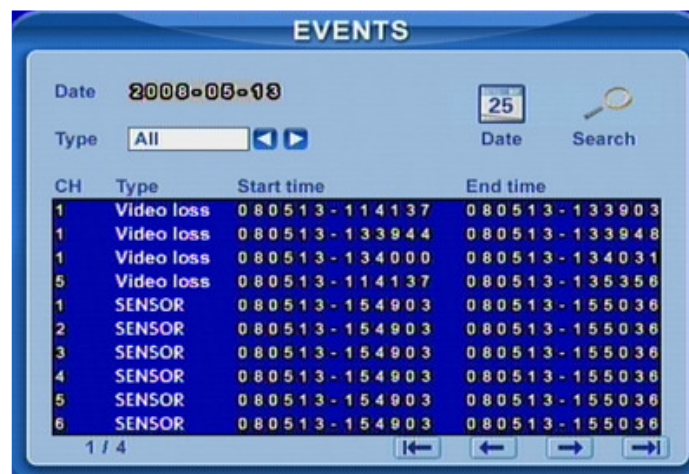 EVENTS
Date 2008-05-13
25
Type All Date Search
CH Type Start time End time
1 Video loss 080513-114137 080513-133903
1 Video loss 080513-133944 080513-133948
1 Video loss 080513-134000 080513-134031
5 Video loss 080513-114137 080513-135356
1 SENSOR 080513-154903 080513-155036
2 SENSOR 080513-154903 080513-155036
3 SENSOR 080513-154903 080513-155036
4 SENSOR 080513-154903 080513-155036
5 SENSOR 080513-154903 080513-155036
6 SENSOR 080513-154903 080513-155036
1 / 4